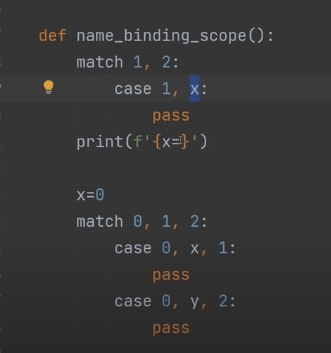 def name_binding_scope():
    match 1, 2:
        case 1, x:
            pass
    print(f'{x=}')
    x=0
    match 0, 1, 2:
        case 0, x, 1:
            pass
        case 0, y, 2:
            pass